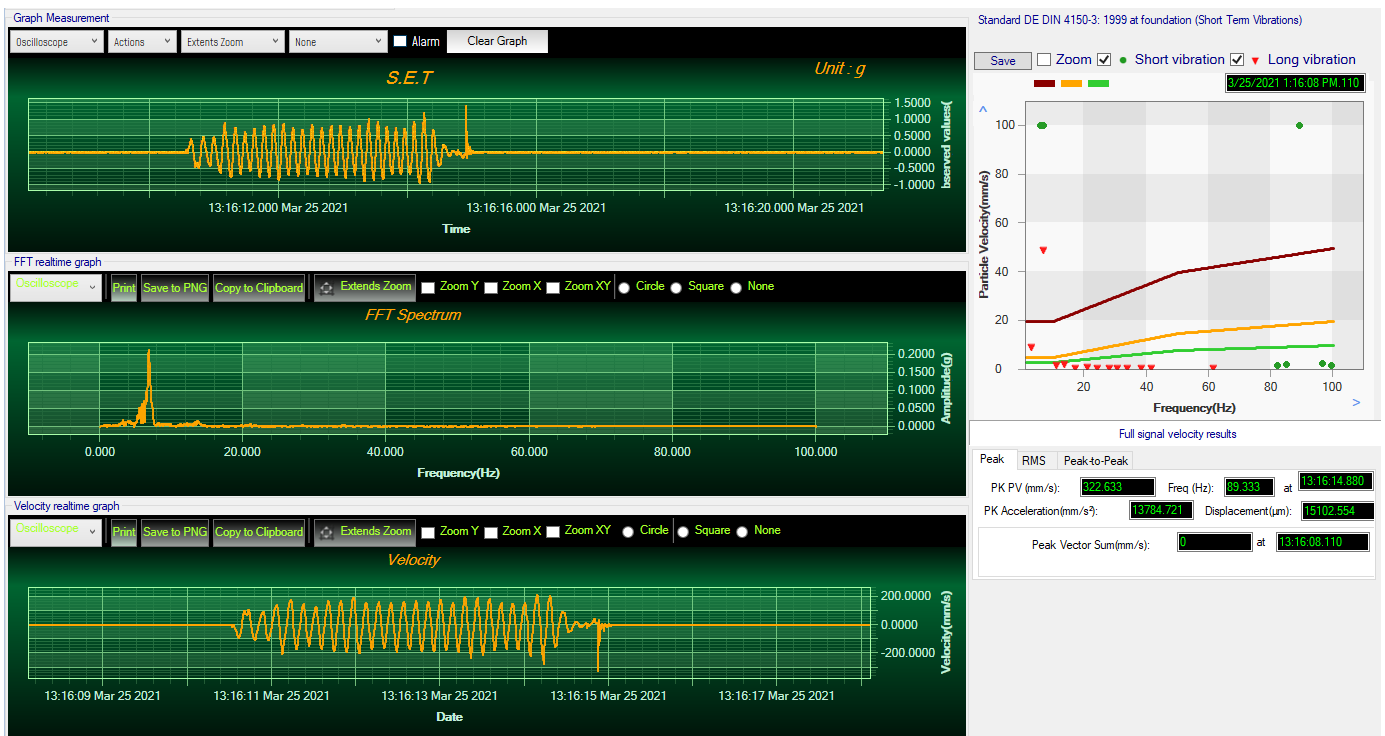 Graph Measurement
Oscilloscope Actions Extents Zoom None Alarm Clear Graph
S.E.T
Unit : g
1.5000
1.0000
0.5000
0.0000
-0.5000
-1.0000
bserved values(
13:16:12.000 Mar 25 2021 13:16:16.000 Mar 25 2021 13:16:20.000 Mar 25 2021
Time
FFT realtime graph
Oscilloscope Print Save to PNG Copy to Clipboard Extends Zoom Zoom Y Zoom X Zoom XY Circle Square None
FFT Spectrum
0.2000
0.1500
0.1000
0.0500
0.0000
Amplitude(g)
0.000 20.000 40.000 60.000 80.000 100.000
Frequency(Hz)
Velocity realtime graph
Oscilloscope Print Save to PNG Copy to Clipboard Extends Zoom Zoom Y Zoom X Zoom XY Circle Square None
Velocity
200.0000
0.0000
-200.0000
Velocity(mm/s)
13:16:09 Mar 25 2021 13:16:11 Mar 25 2021 13:16:13 Mar 25 2021 13:16:15 Mar 25 2021 13:16:17 Mar 25 2021
Date
Standard DE DIN 4150-3: 1999 at foundation (Short Term Vibrations)
Save Zoom Short vibration Long vibration
3/25/2021 1:16:08 PM.110
100
80
60
40
20
0
Particle Velocity(mm/s)
20 40 60 80 100
Frequency(Hz)
Full signal velocity results
Peak RMS Peak-to-Peak
PK PV (mm/s): 322.633 Freq (Hz): 89.333 at 13:16:14.880
PK Acceleration(mm/s²): 13784.721 Displacement(µm): 15102.554
Peak Vector Sum(mm/s): 0 at 13:16:08.110